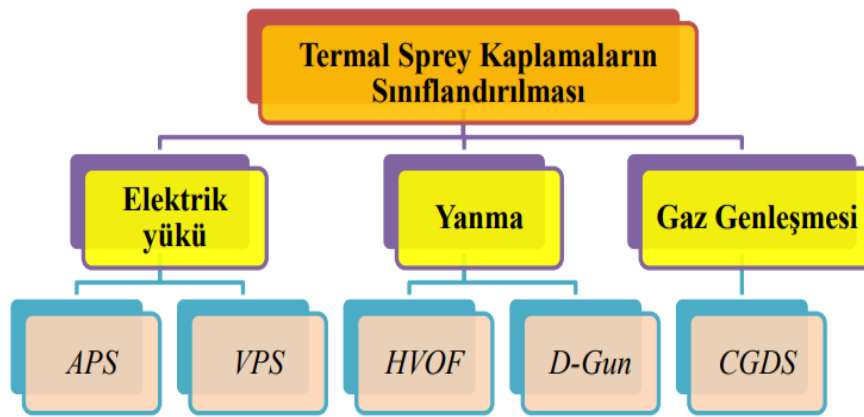 Termal Sprey Kaplamaların
Sınıflandırılması
Elektrik
yükü
Yanma
Gaz Genleşmesi
APS
VPS
HVOF
D-Gun
CGDS